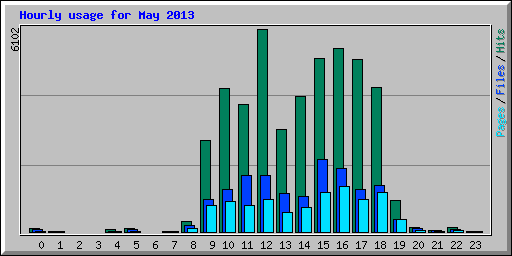 Hourly usage for May 2013
6102
Pages/Files/Hits
0 1 2 3 4 5 6 7 8 9 10 11 12 13 14 15 16 17 18 19 20 21 22 23